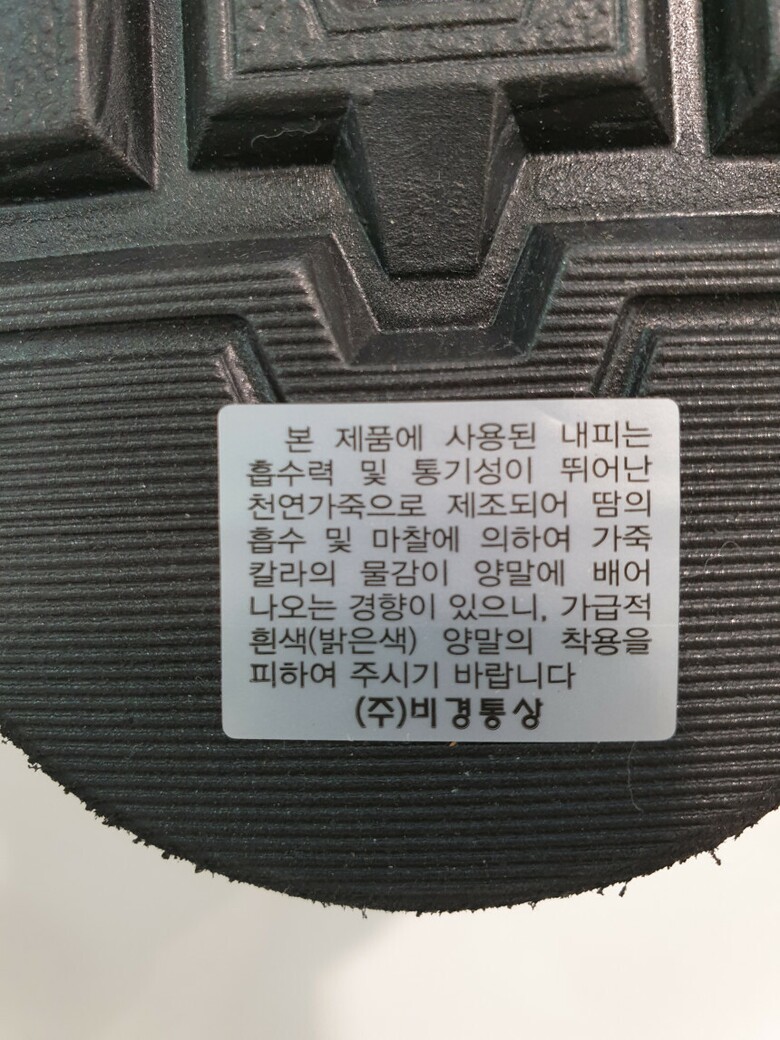 본 제품에 사용된 내피는
흡수력 및 통기성이 뛰어난
천연가죽으로 제조되어 땀의
흡수 및 마찰에 의하여 가죽
칼라의 물감이 양말에 배어
나오는 경향이 있으니, 가급적
흰색(밝은색) 양말의 착용을
피하여 주시기 바랍니다
(주)비경통상